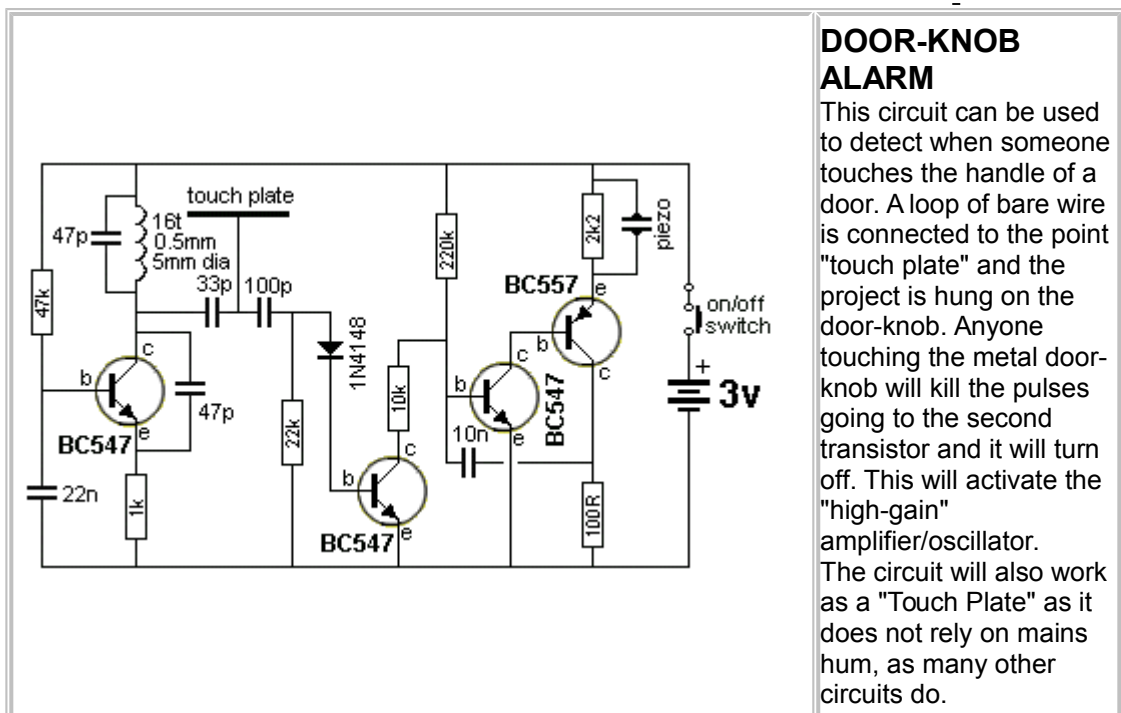 DOOR-KNOB
ALARM
This circuit can be used
to detect when someone
touches the handle of a
door. A loop of bare wire
is connected to the point
"touch plate" and the
project is hung on the
door-knob. Anyone
touching the metal door-
knob will kill the pulses
going to the second
transistor and it will turn
off. This will activate the
"high-gain"
amplifier/oscillator.
The circuit will also work
as a "Touch Plate" as it
does not rely on mains
hum, as many other
circuits do.
touch plate
47p
16t
0.5mm
5mm dia
33p
100p
47k
c
b
e
47p
BC547
22n
1k
22k
1N4148
10k
c
b
e
BC547
220k
10n
c
b
e
BC547
BC557
2k2
piezo
e
b
c
100R
on/off
switch
+
3v